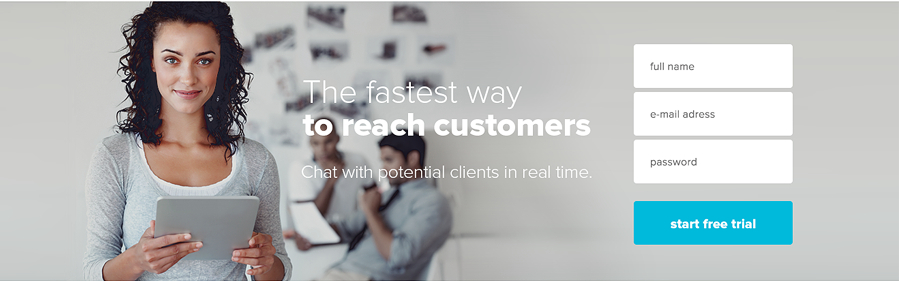 The fastest way
to reach customers
Chat with potential clients in real time.
full name
e-mail adress
password
start free trial